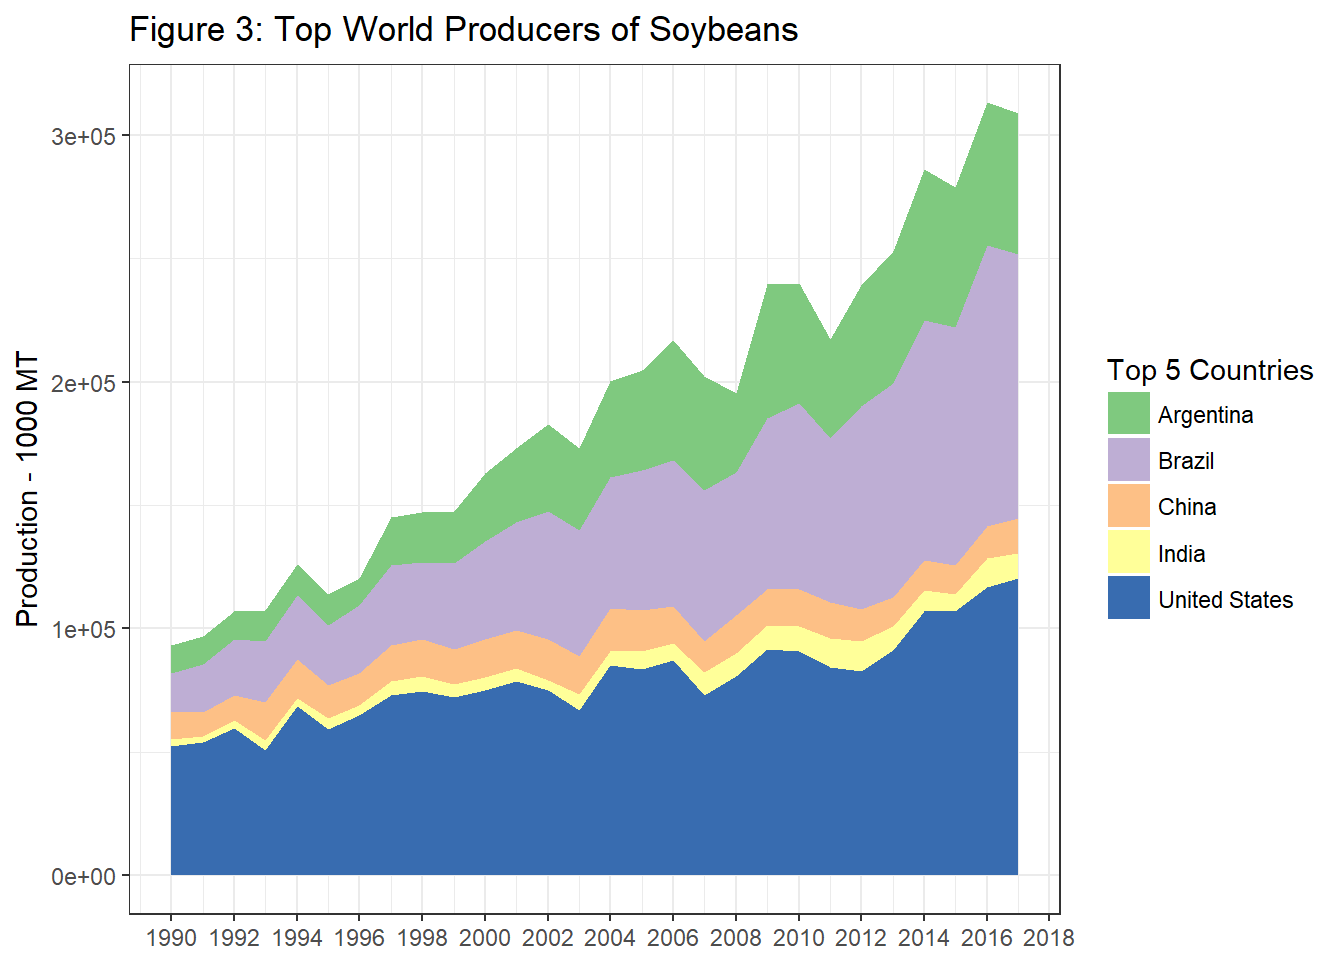 Figure 3: Top World Producers of Soybeans
Production - 1000 MT
3e+05
2e+05
1e+05
0e+00
1990 1992 1994 1996 1998 2000 2002 2004 2006 2008 2010 2012 2014 2016 2018
Top 5 Countries
Argentina
Brazil
China
India
United States